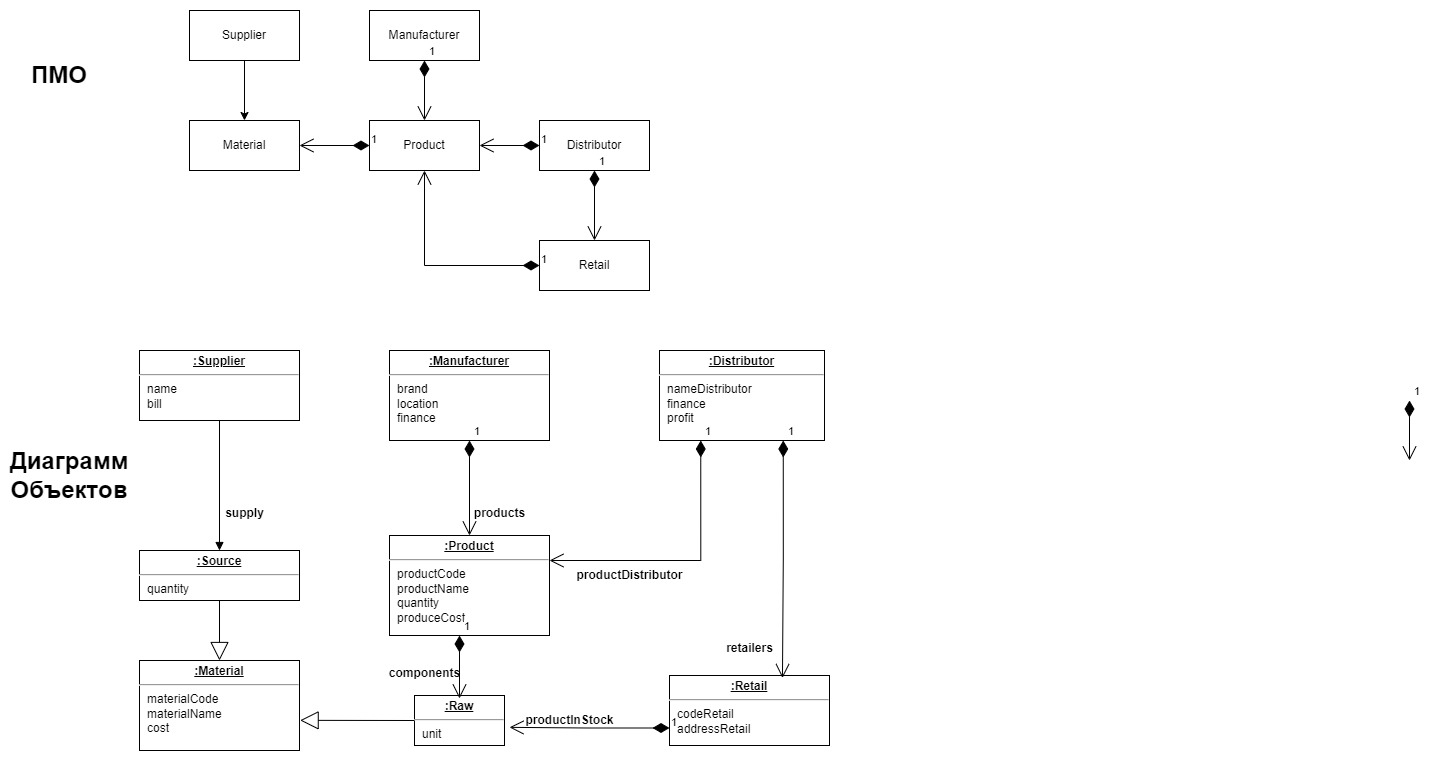 Supplier
Manufacturer
1
ПМО
Material
1
Product
1
Distributor
1
1
Retail
:Supplier
name
bill
:Manufacturer
brand
location
finance
1
:Distributor
nameDistributor
finance
profit
1
1
1
Диаграмм
Объектов
supply
products
:Source
quantity
:Product
productCode
productName
quantity
produceCost
1
productDistributor
retailers
:Material
materialCode
materialName
cost
components
:Raw
unit
productInStock
:Retail
1
codeRetail
addressRetail